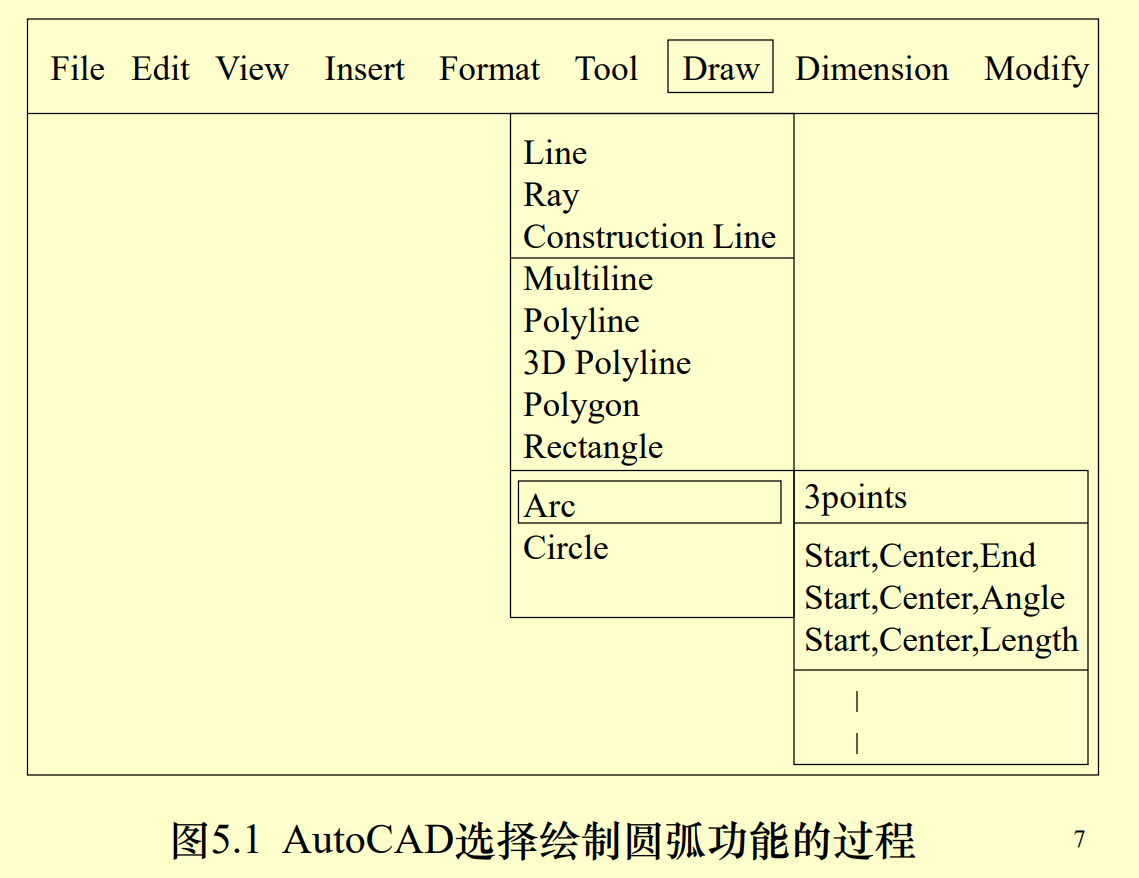 File Edit View Insert Format Tool Draw Dimension Modify
Line
Ray
Construction Line
Multiline
Polyline
3D Polyline
Polygon
Rectangle
Arc
Circle
3points
Start,Center,End
Start,Center,Angle
Start,Center,Length
|
|
图5.1 AutoCAD选择绘制圆弧功能的过程
7